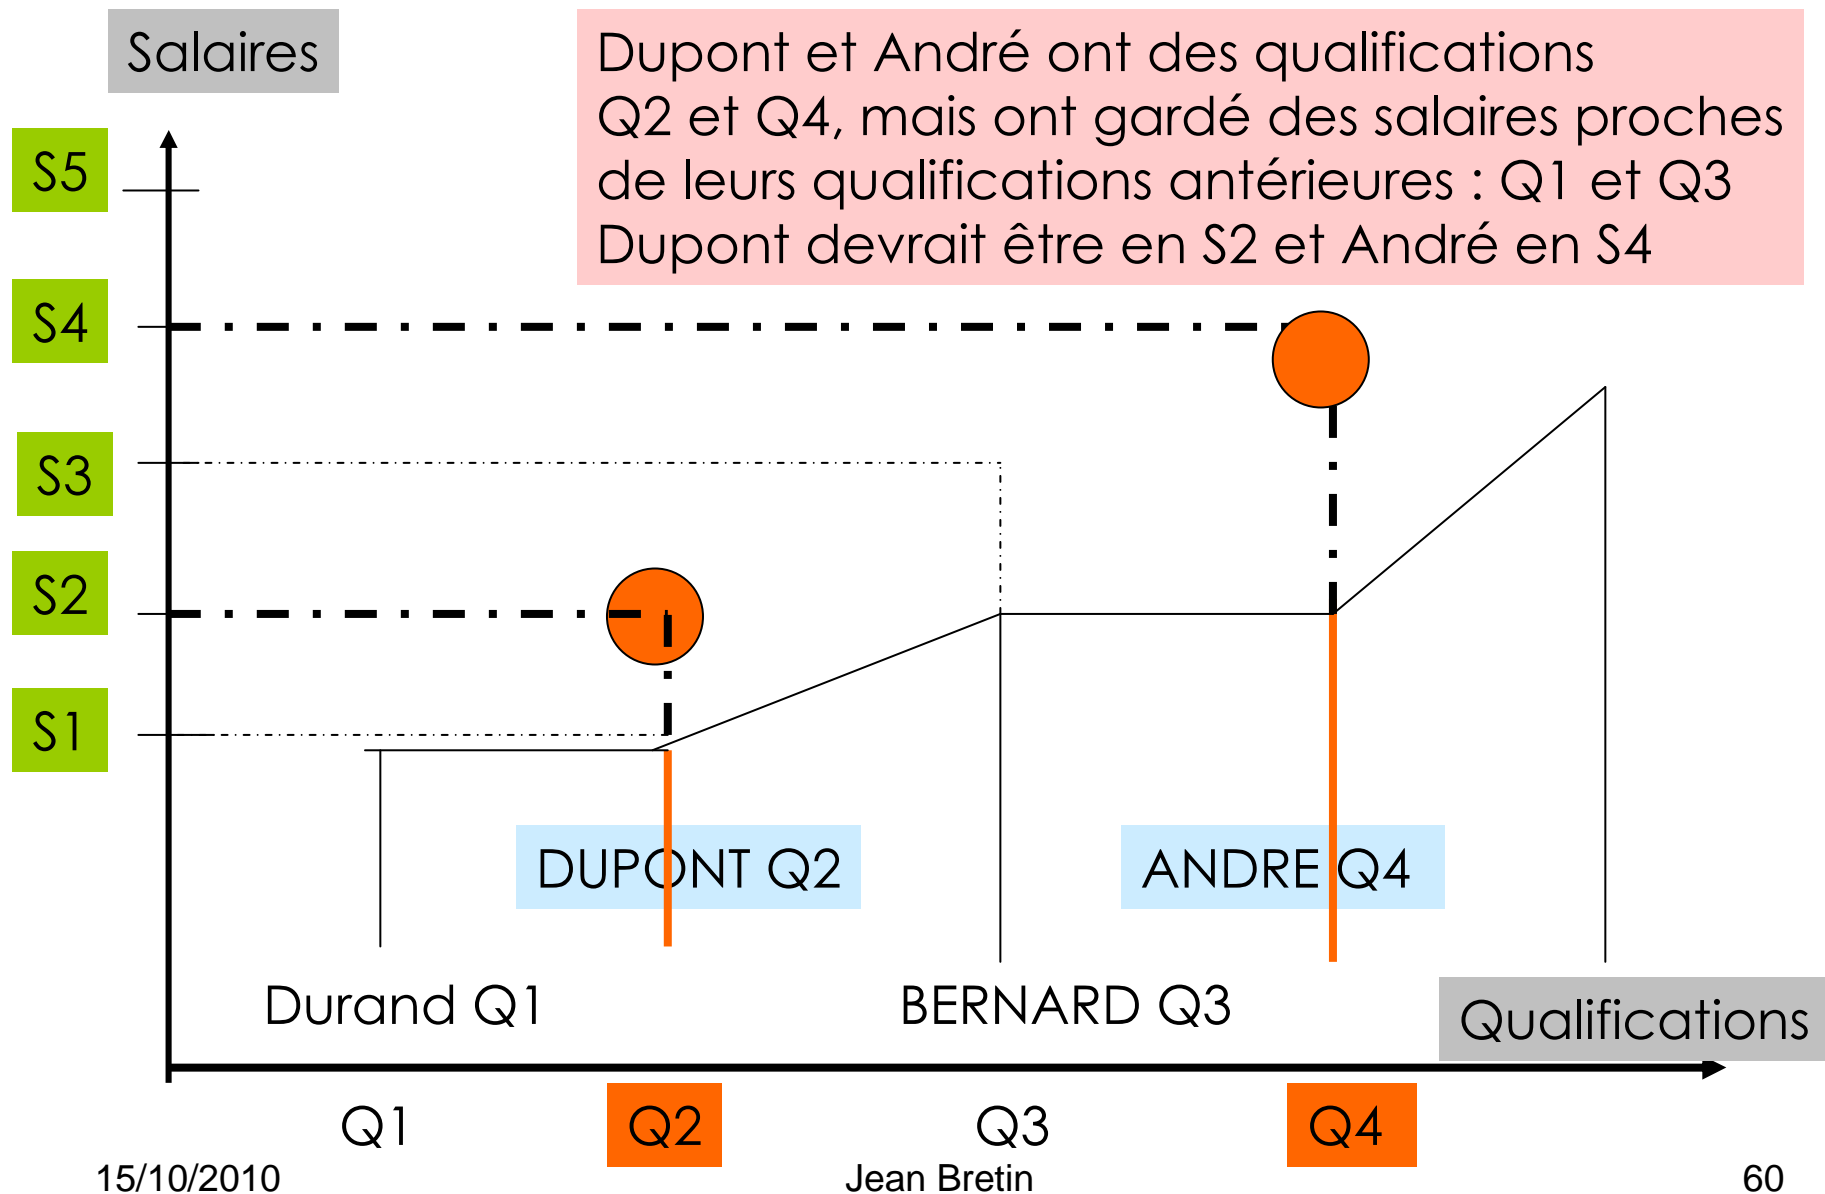 Salaires
Dupont et André ont des qualifications
Q2 et Q4, mais ont gardé des salaires proches
de leurs qualifications antérieures : Q1 et Q3
Dupont devrait être en S2 et André en S4
S5
S4
S3
S2
S1
DUPONT Q2
ANDRE Q4
Durand Q1
BERNARD Q3
Qualifications
Q1
Q2
Q3
Q4
15/10/2010
Jean Bretin
60